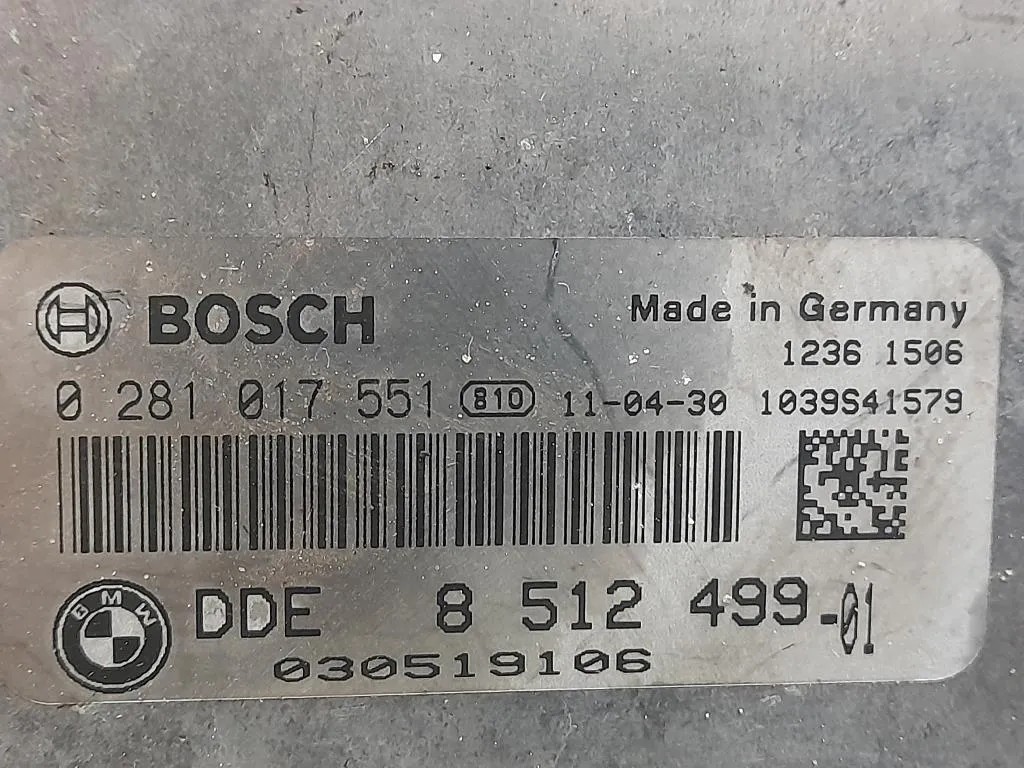 BOSCH
Made in Germany
1236 1506
0 281 017 551 810 11-04-30 1039S41579
BMW
DDE 8 512 499-01
030519106